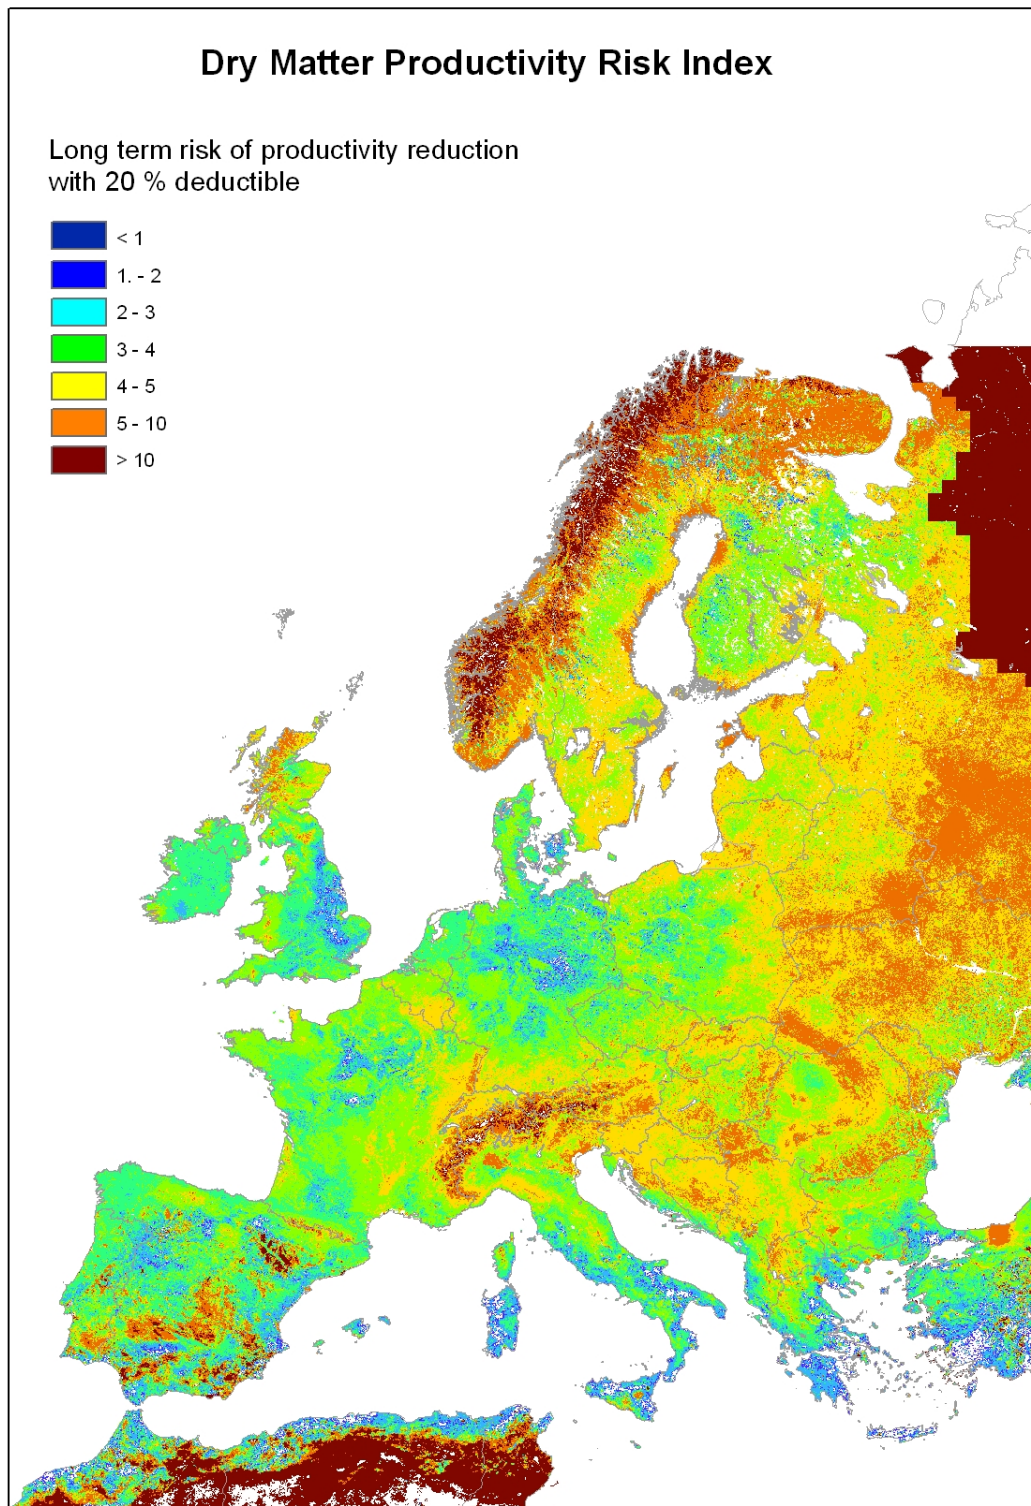 Dry Matter Productivity Risk Index
Long term risk of productivity reduction
with 20 % deductible
< 1
1. - 2
2 - 3
3 - 4
4 - 5
5 - 10
> 10